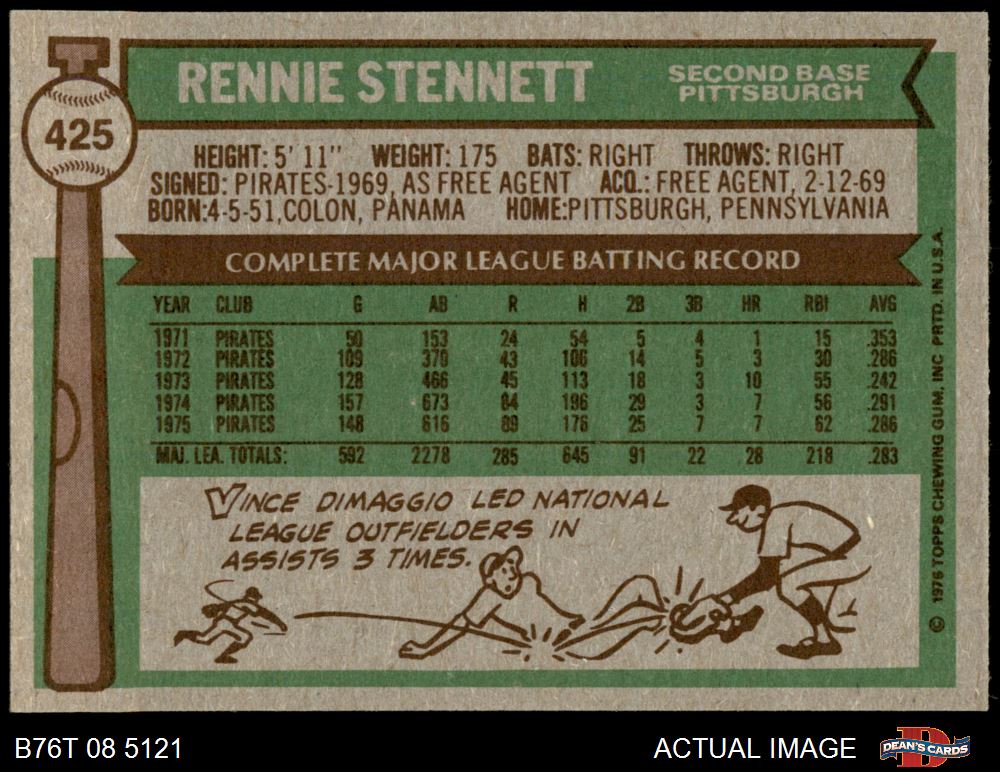 RENNIE STENNETT
SECOND BASE
PITTSBURGH
425
HEIGHT: 5' 11" WEIGHT: 175 BATS: RIGHT THROWS: RIGHT
SIGNED: PIRATES-1969, AS FREE AGENT ACQ.: FREE AGENT, 2-12-69
BORN:4-5-51,COLON, PANAMA HOME:PITTSBURGH, PENNSYLVANIA
COMPLETE MAJOR LEAGUE BATTING RECORD
YEAR CLUB G AB R H 2B 3B HR RBI AVG
1971 PIRATES 50 153 24 54 5 4 1 15 .353
1972 PIRATES 109 370 43 106 14 5 3 30 .286
1973 PIRATES 128 466 45 113 18 3 10 55 .242
1974 PIRATES 157 673 84 196 29 3 7 56 .291
1975 PIRATES 148 616 89 176 25 7 7 62 .286
MAJ. LEA. TOTALS: 592 2278 285 645 91 22 28 218 .283
VINCE DIMAGGIO LED NATIONAL
LEAGUE OUTFIELDERS IN
ASSISTS 3 TIMES.
© 1976 TOPPS CHEWING GUM, INC PRTD. IN U.S.A.
B76T 08 5121
ACTUAL IMAGE
DEAN'S CARDS